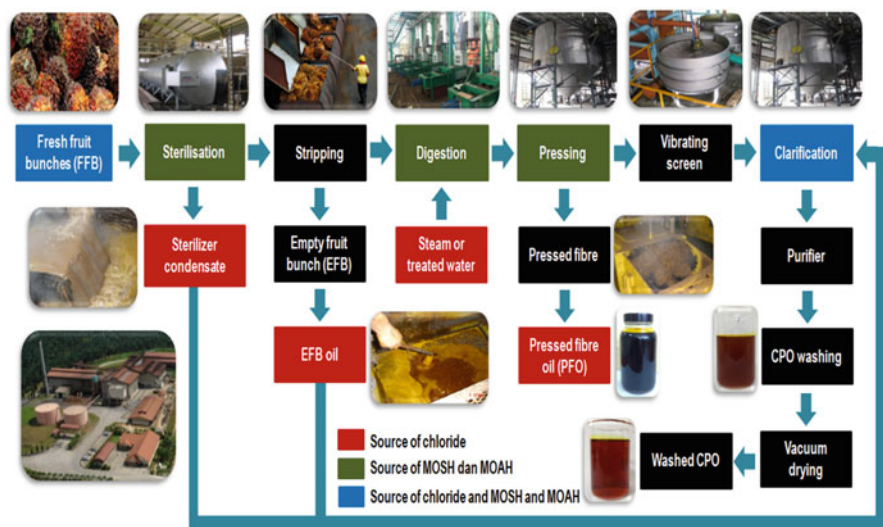 Fresh fruit
bunches (FFB)
Sterilisation
Stripping
Digestion
Pressing
Vibrating
screen
Clarification
Sterilizer
condensate
Empty fruit
bunch (EFB)
Steam or
treated water
Pressed fibre
Purifier
EFB oil
Pressed fibre
oil (PFO)
CPO washing
Source of chloride
Source of MOSH dan MOAH
Source of chloride and MOSH and MOAH
Washed CPO
Vacuum
drying